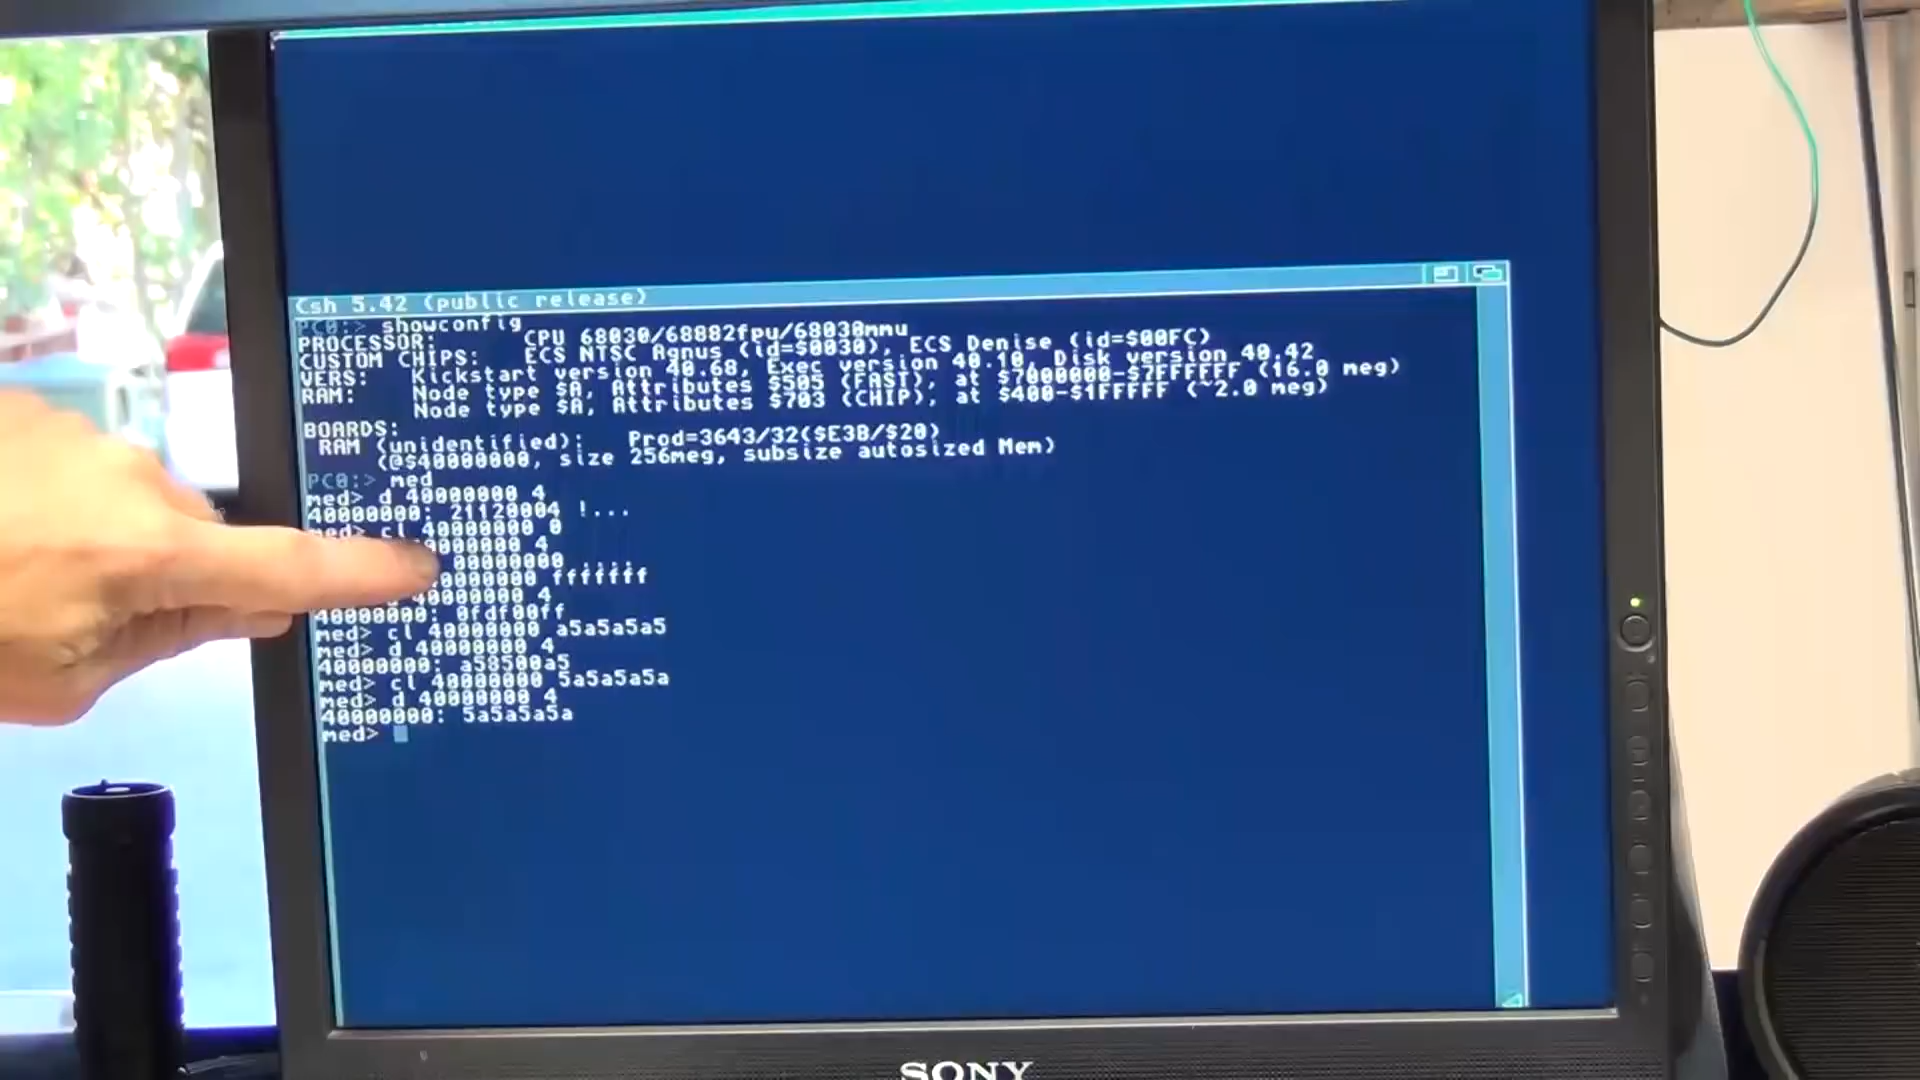 Csh 5.42 (public release)
PC0:> showconfig
PROCESSOR: CPU 68030/68882fpu/68030mmu
CUSTOM CHIPS: ECS NTSC Agnus (id=$0030), ECS Denise (id=$00FC)
VERS: Kickstart version 40.68, Exec version 40.10, Disk version 40.42
RAM: Node type $A, Attributes $505 (FAST), at $7000000-$7FFFFFF (16.0 meg)
Node type $A, Attributes $703 (CHIP), at $400-$1FFFFF (~2.0 meg)
BOARDS:
RAM (unidentified): Prod=3643/32($E3B/$20)
(@$40000000, size 256meg, subsize autosized Mem)
PC0:> med
med> d 40000000 4
40000000: 21120004 !...
med> cl 40000000 0
0000000 4
00000000 ....
0000000 fffffff
40000000 4
40000000: 0fdf00ff
med> cl 40000000 a5a5a5a5
med> d 40000000 4
40000000: a58500a5
med> cl 40000000 5a5a5a5a
med> d 40000000 4
40000000: 5a5a5a5a
med>
SONY